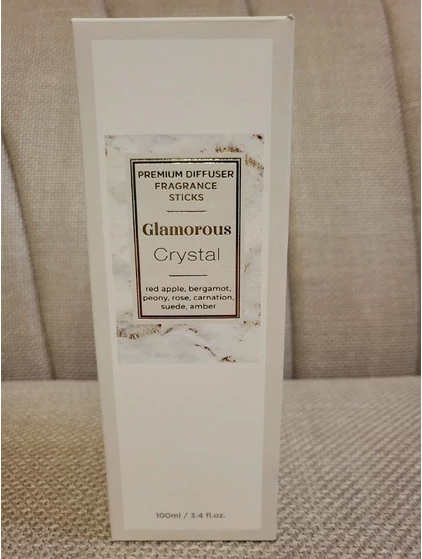 PREMIUM DIFFUSER
FRAGRANCE
STICKS
Glamorous
Crystal
red apple, bergamot,
peony, rose, carnation,
suede, amber
100ml / 3.4 fl.oz.